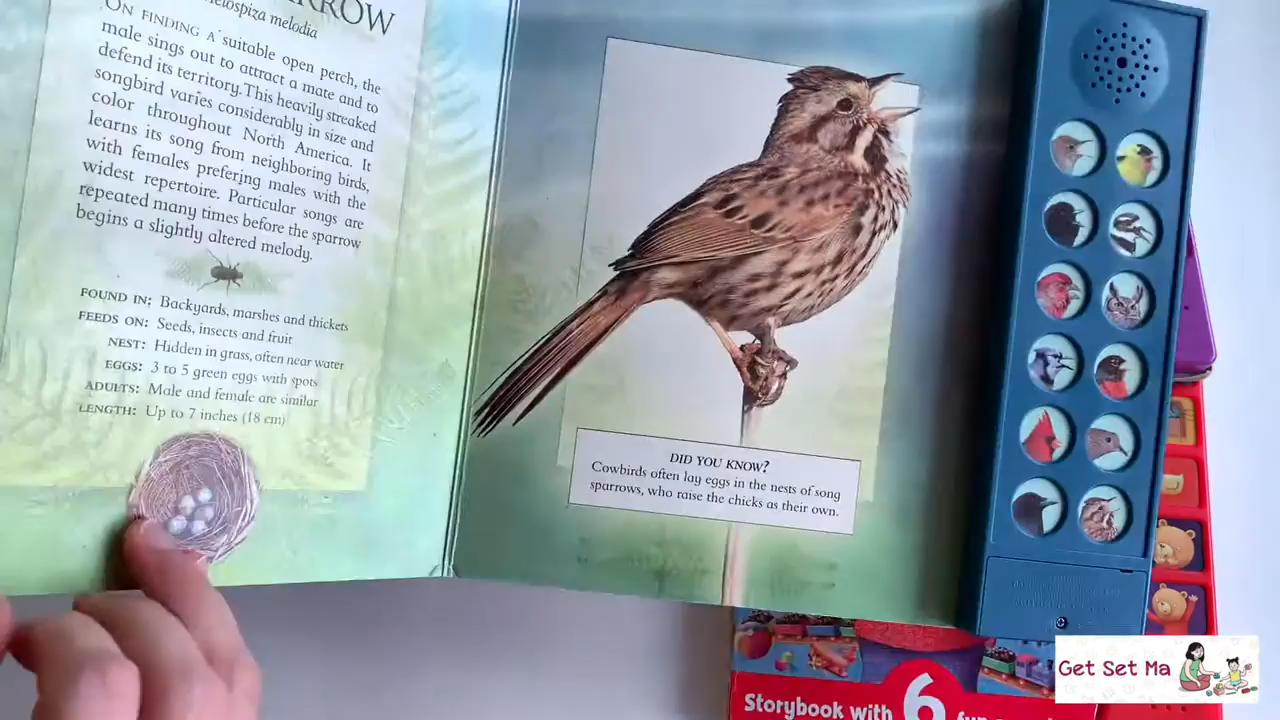 ROW
melodia
ON FINDING A suitable open perch, the
male sings out to attract a mate and to
defend its territory. This heavily streaked
songbird varies considerably in size and
color throughout North America. It
learns its song from neighboring birds,
with females prefering males with the
widest repertoire. Particular songs are
repeated many times before the sparrow
begins a slightly altered melody.
FOUND IN: Backyards, marshes and thickets
FEEDS ON: Seeds, insects and fruit
NEST: Hidden in grass, often near water
EGGS: 3 to 5 green eggs with spots
ADULTS: Male and female are similar
LENGTH: Up to 7 inches (18 cm)
DID YOU KNOW?
Cowbirds often lay eggs in the nests of song
sparrows, who raise the chicks as their own.
Storybook with 6
Get Set Ma